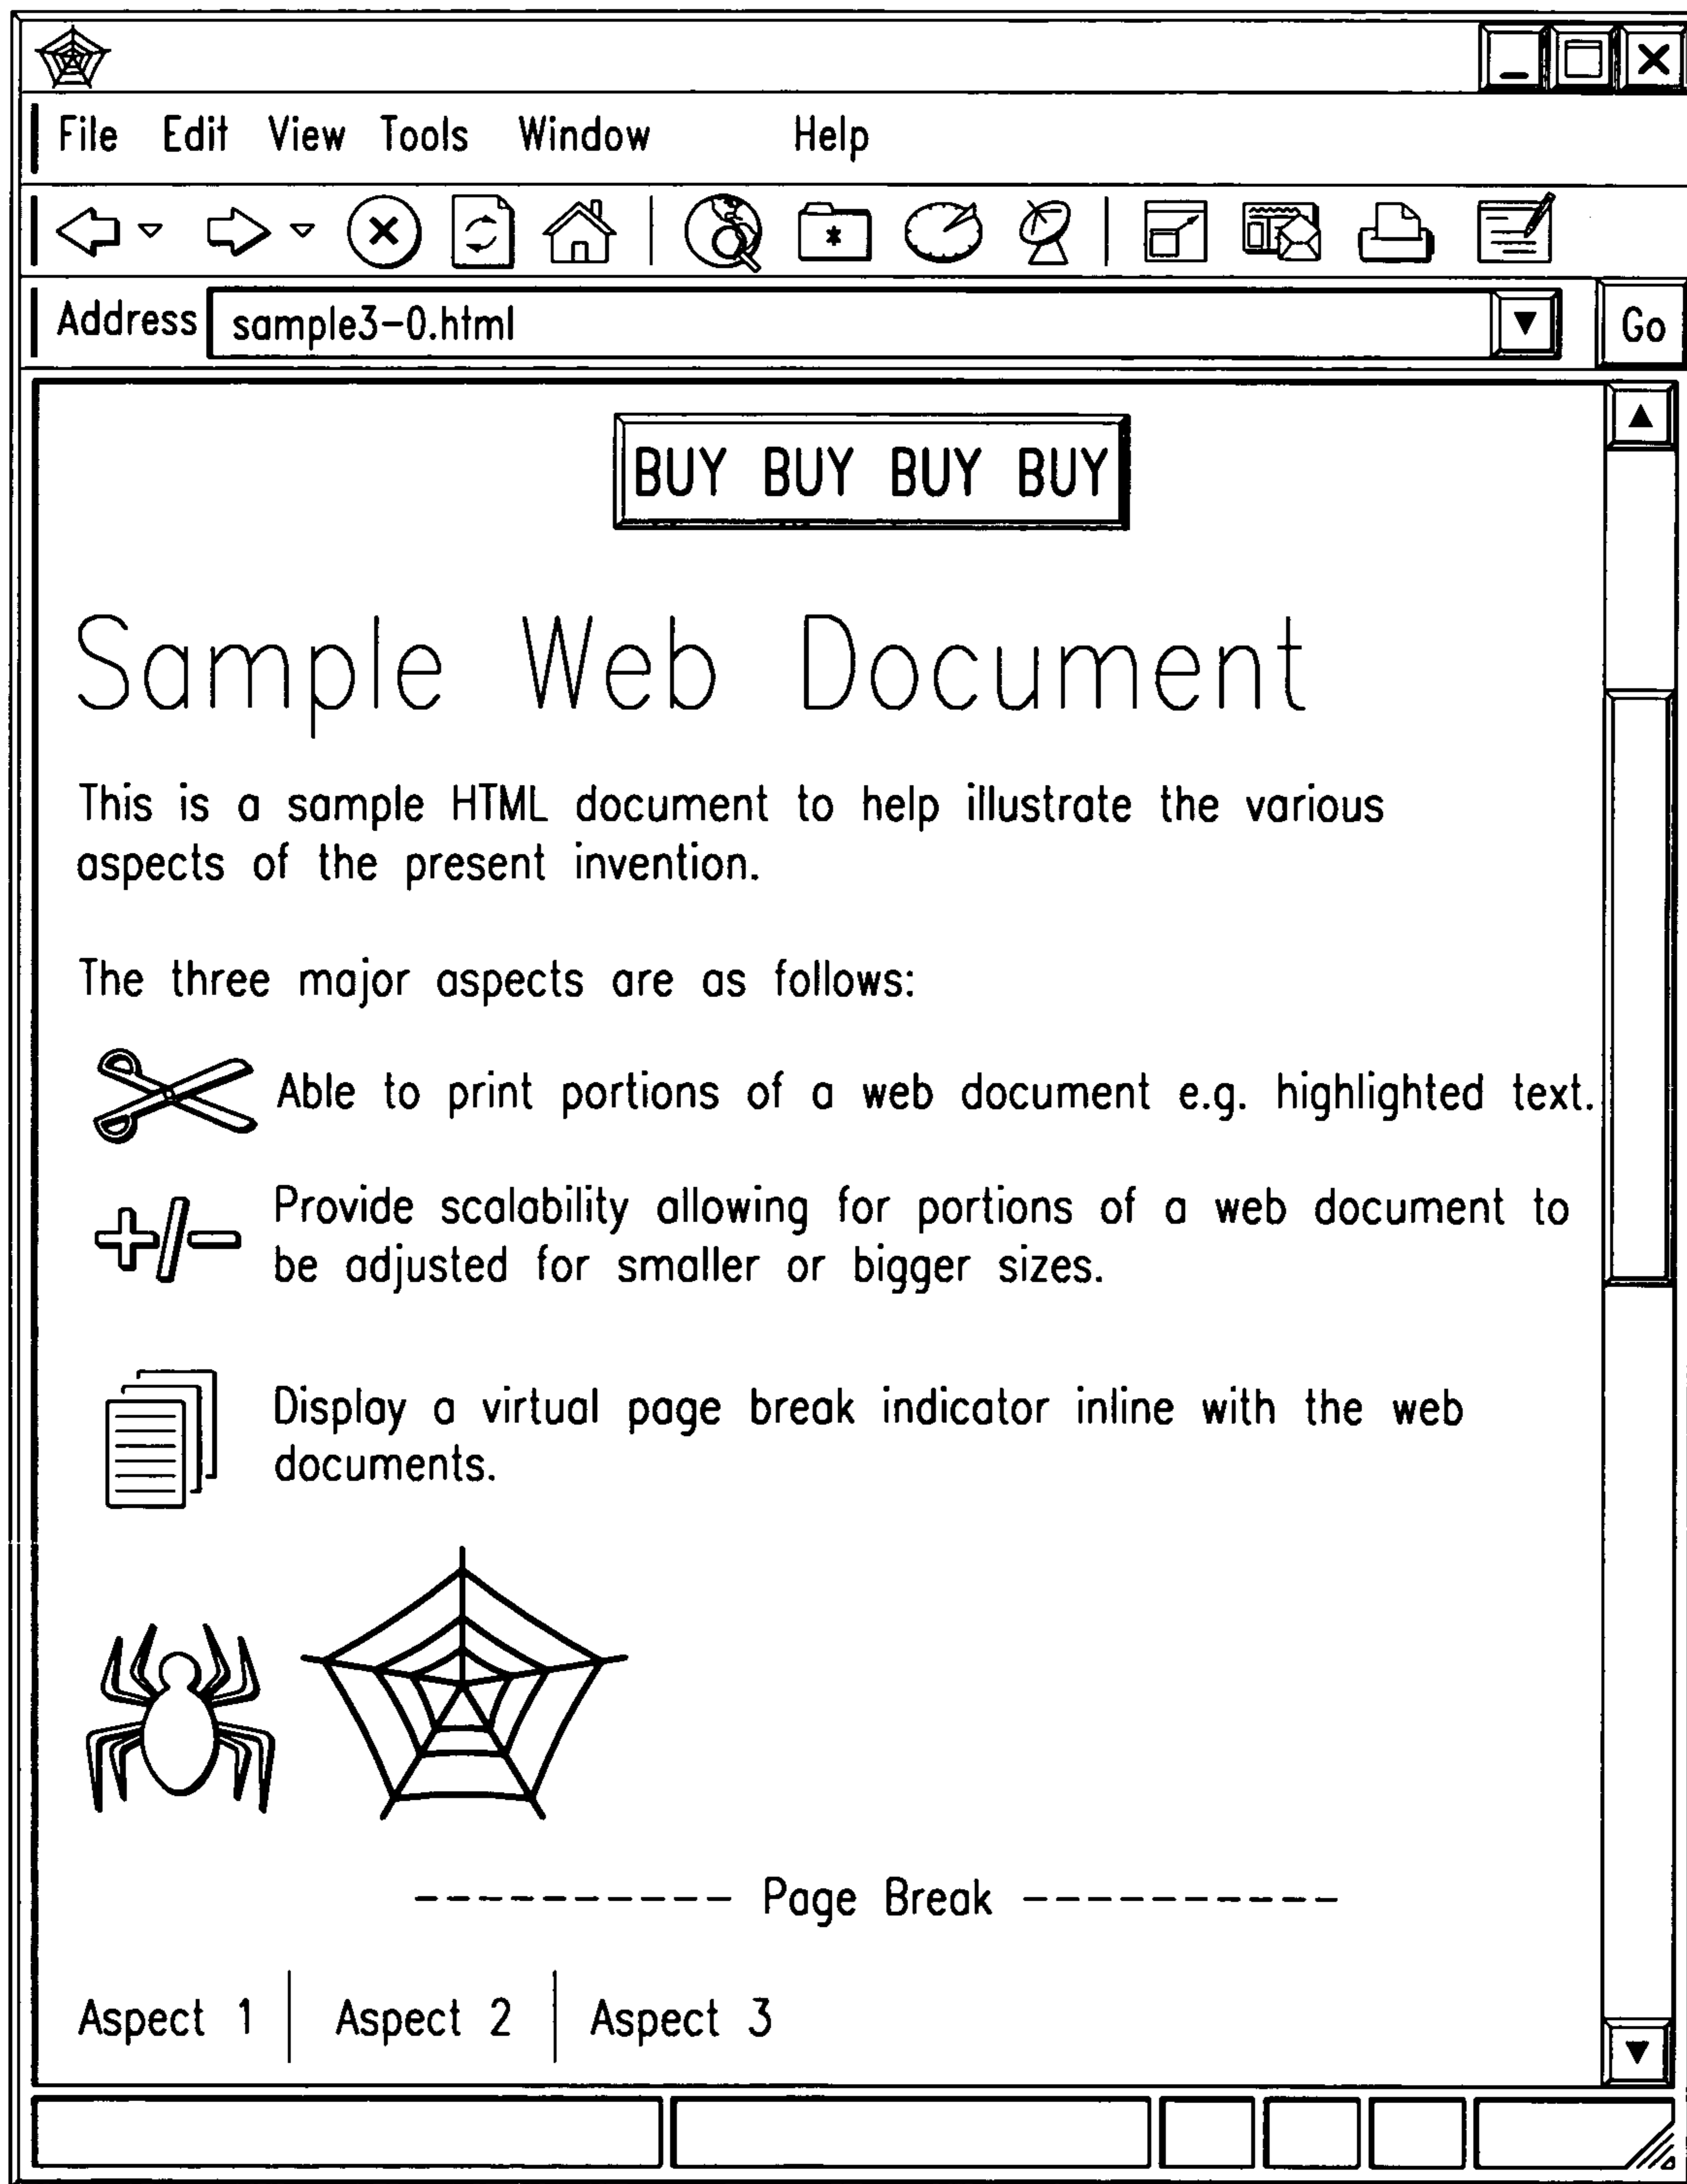 File Edit View Tools Window Help
Address sample3-0.html Go
BUY BUY BUY BUY
Sample Web Document
This is a sample HTML document to help illustrate the various
aspects of the present invention.
The three major aspects are as follows:
Able to print portions of a web document e.g. highlighted text.
+/- Provide scalability allowing for portions of a web document to
be adjusted for smaller or bigger sizes.
Display a virtual page break indicator inline with the web
documents.
---------- Page Break ----------
Aspect 1 | Aspect 2 | Aspect 3